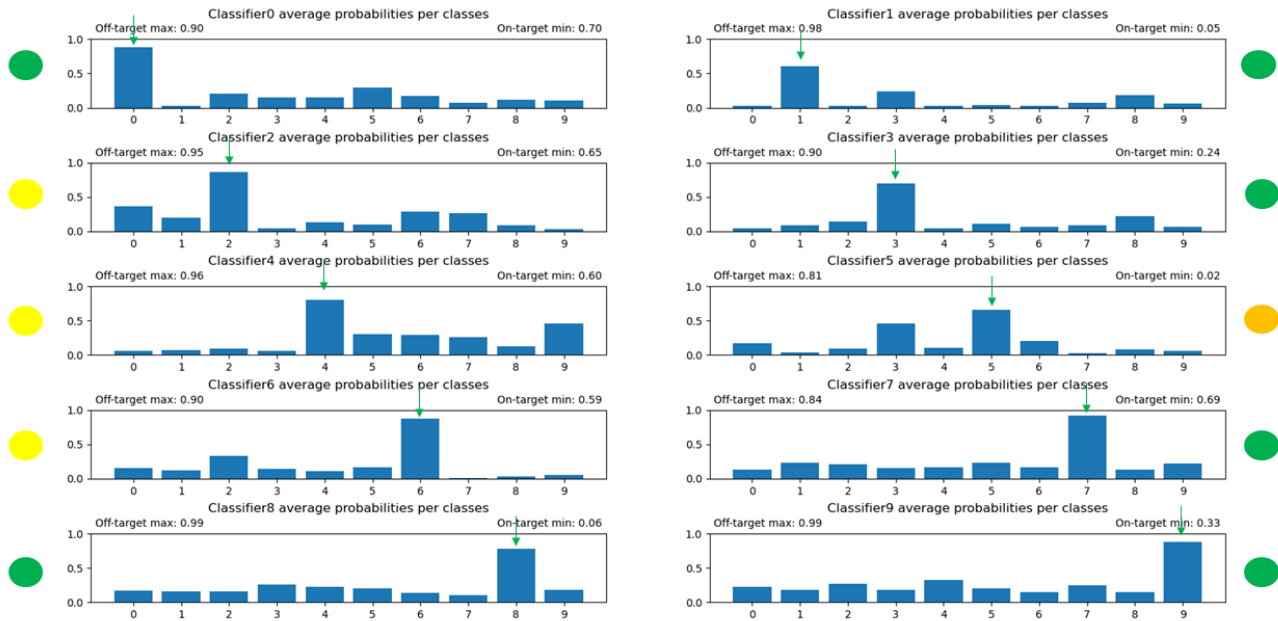 Classifier0 average probabilities per classes
Off-target max: 0.90 On-target min: 0.70
1.0
0.5
0.0
0 1 2 3 4 5 6 7 8 9
Classifier1 average probabilities per classes
Off-target max: 0.98 On-target min: 0.05
1.0
0.5
0.0
0 1 2 3 4 5 6 7 8 9
Classifier2 average probabilities per classes
Off-target max: 0.95 On-target min: 0.65
1.0
0.5
0.0
0 1 2 3 4 5 6 7 8 9
Classifier3 average probabilities per classes
Off-target max: 0.90 On-target min: 0.24
1.0
0.5
0.0
0 1 2 3 4 5 6 7 8 9
Classifier4 average probabilities per classes
Off-target max: 0.96 On-target min: 0.60
1.0
0.5
0.0
0 1 2 3 4 5 6 7 8 9
Classifier5 average probabilities per classes
Off-target max: 0.81 On-target min: 0.02
1.0
0.5
0.0
0 1 2 3 4 5 6 7 8 9
Classifier6 average probabilities per classes
Off-target max: 0.90 On-target min: 0.59
1.0
0.5
0.0
0 1 2 3 4 5 6 7 8 9
Classifier7 average probabilities per classes
Off-target max: 0.84 On-target min: 0.69
1.0
0.5
0.0
0 1 2 3 4 5 6 7 8 9
Classifier8 average probabilities per classes
Off-target max: 0.99 On-target min: 0.06
1.0
0.5
0.0
0 1 2 3 4 5 6 7 8 9
Classifier9 average probabilities per classes
Off-target max: 0.99 On-target min: 0.33
1.0
0.5
0.0
0 1 2 3 4 5 6 7 8 9